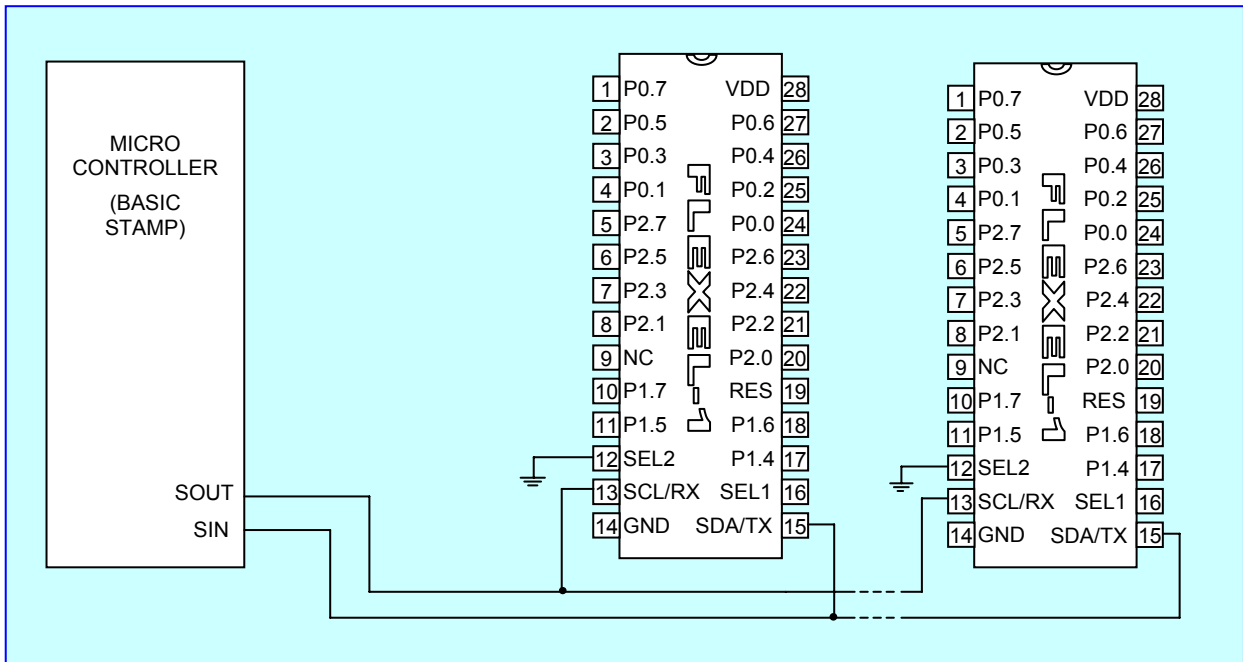 MICRO
CONTROLLER
(BASIC
STAMP)
SOUT
SIN
1 P0.7 VDD 28
2 P0.5 P0.6 27
3 P0.3 P0.4 26
4 P0.1 P0.2 25
5 P2.7 P0.0 24
6 P2.5 P2.6 23
7 P2.3 P2.4 22
8 P2.1 P2.2 21
9 NC P2.0 20
10 P1.7 RES 19
11 P1.5 P1.6 18
12 SEL2 P1.4 17
13 SCL/RX SEL1 16
14 GND SDA/TX 15
FLEXEL-1
1 P0.7 VDD 28
2 P0.5 P0.6 27
3 P0.3 P0.4 26
4 P0.1 P0.2 25
5 P2.7 P0.0 24
6 P2.5 P2.6 23
7 P2.3 P2.4 22
8 P2.1 P2.2 21
9 NC P2.0 20
10 P1.7 RES 19
11 P1.5 P1.6 18
12 SEL2 P1.4 17
13 SCL/RX SEL1 16
14 GND SDA/TX 15
FLEXEL-1